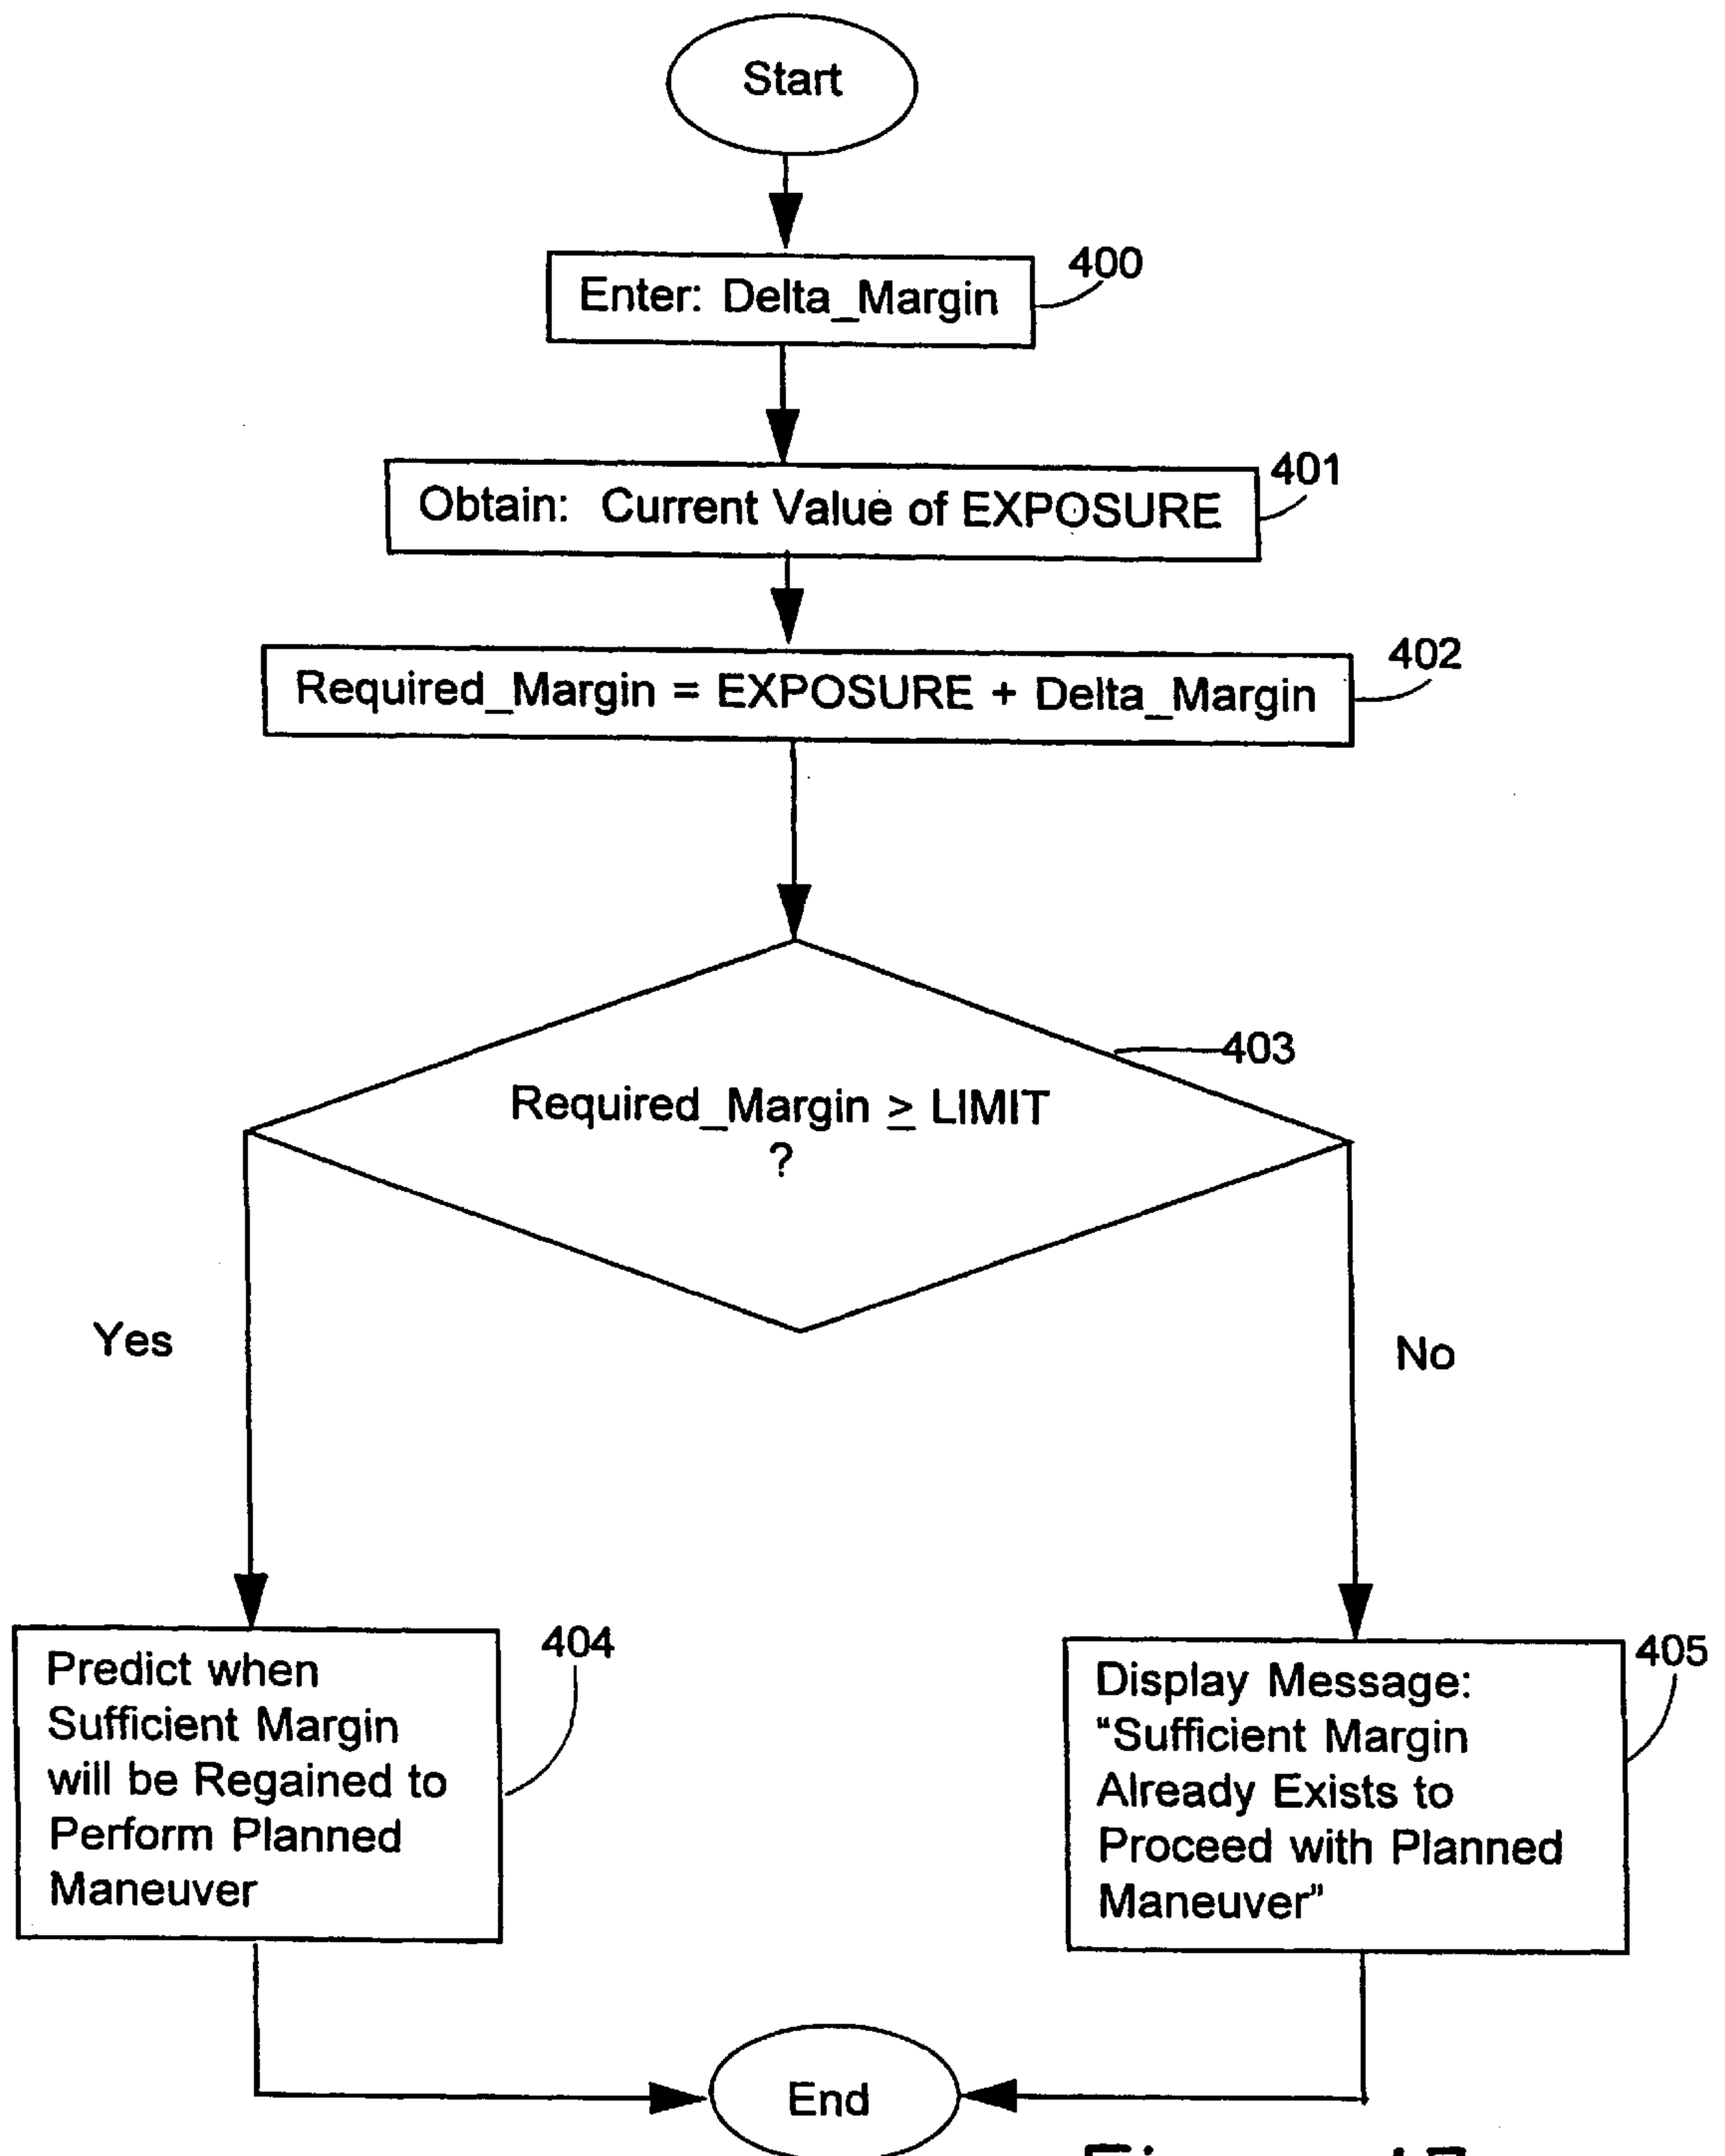 Start
Enter: Delta_Margin
400
Obtain: Current Value of EXPOSURE
401
Required_Margin = EXPOSURE + Delta_Margin
402
403
Required_Margin ≥ LIMIT
?
Yes
No
Predict when
Sufficient Margin
will be Regained to
Perform Planned
Maneuver
404
Display Message:
“Sufficient Margin
Already Exists to
Proceed with Planned
Maneuver”
405
End